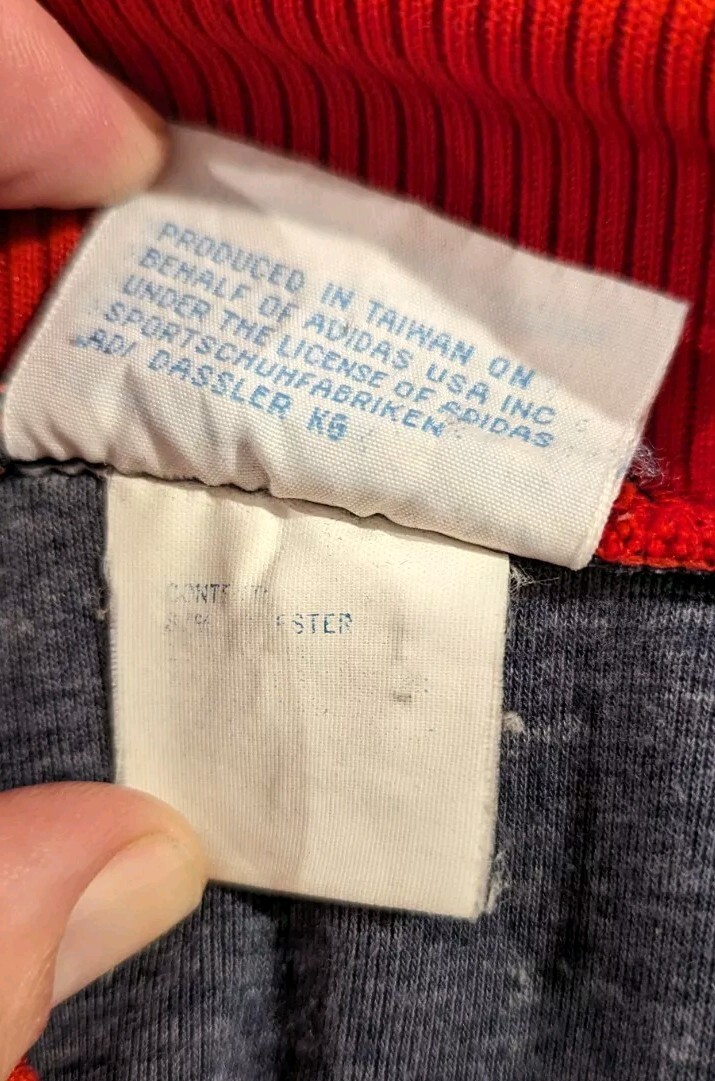 PRODUCED IN TAIWAN ON
BEHALF OF ADIDAS USA INC
UNDER THE LICENSE OF ADIDAS
SPORTSCHUHFABRIKEN
ADI DASSLER KG